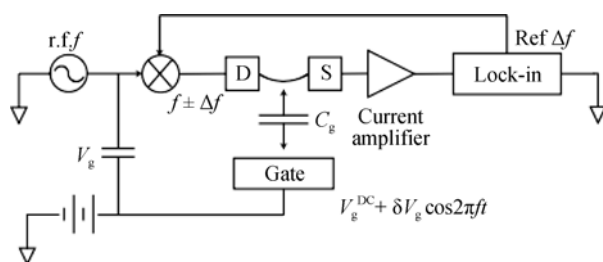 r.f.f
Ref Δf
D
S
Lock-in
f ± Δf
Current
amplifier
C_g
V_g
Gate
V_g^DC + δV_g cos2πft